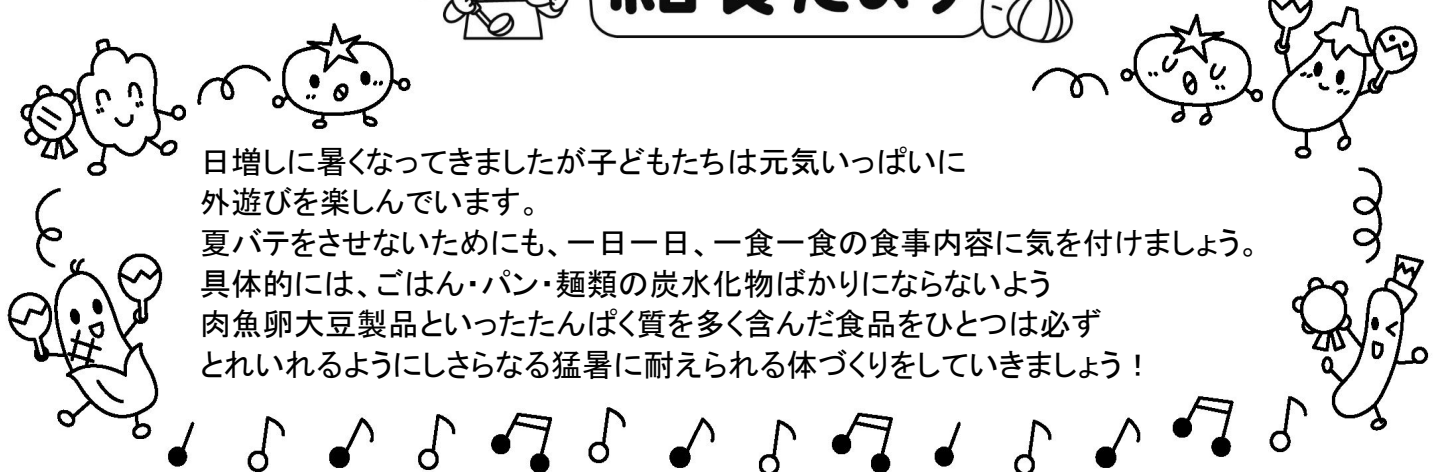 給食だより
日増しに暑くなってきましたが子どもたちは元気いっぱいに
外遊びを楽しんでいます。
夏バテをさせないためにも、一日一日、一食一食の食事内容に気を付けましょう。
具体的には、ごはん・パン・麺類の炭水化物ばかりにならないよう
肉魚卵大豆製品といったたんぱく質を多く含んだ食品をひとつは必ず
とれいれるようにしさらなる猛暑に耐えられる体づくりをしていきましょう！